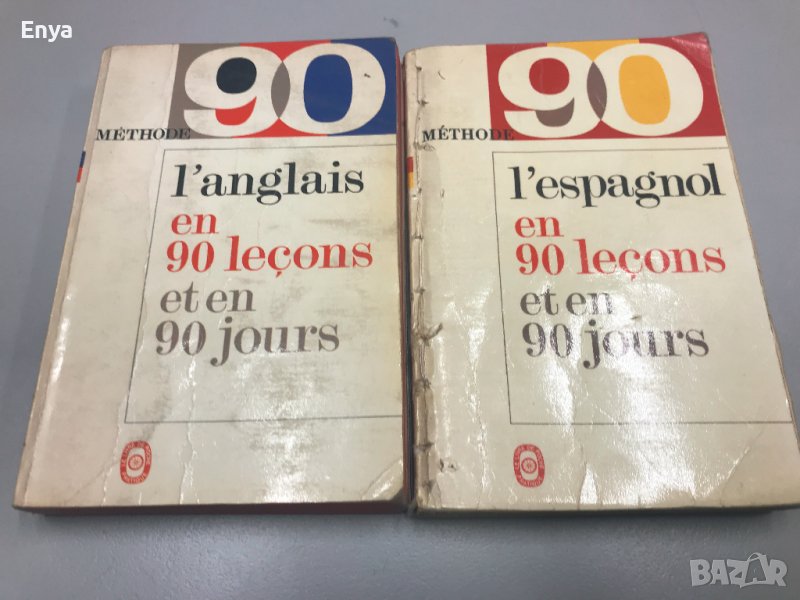 Enya
90
MÉTHODE
l'anglais
en
90 leçons
et en
90 jours
90
MÉTHODE
l'espagnol
en
90 leçons
et en
90 jours
BAZAR